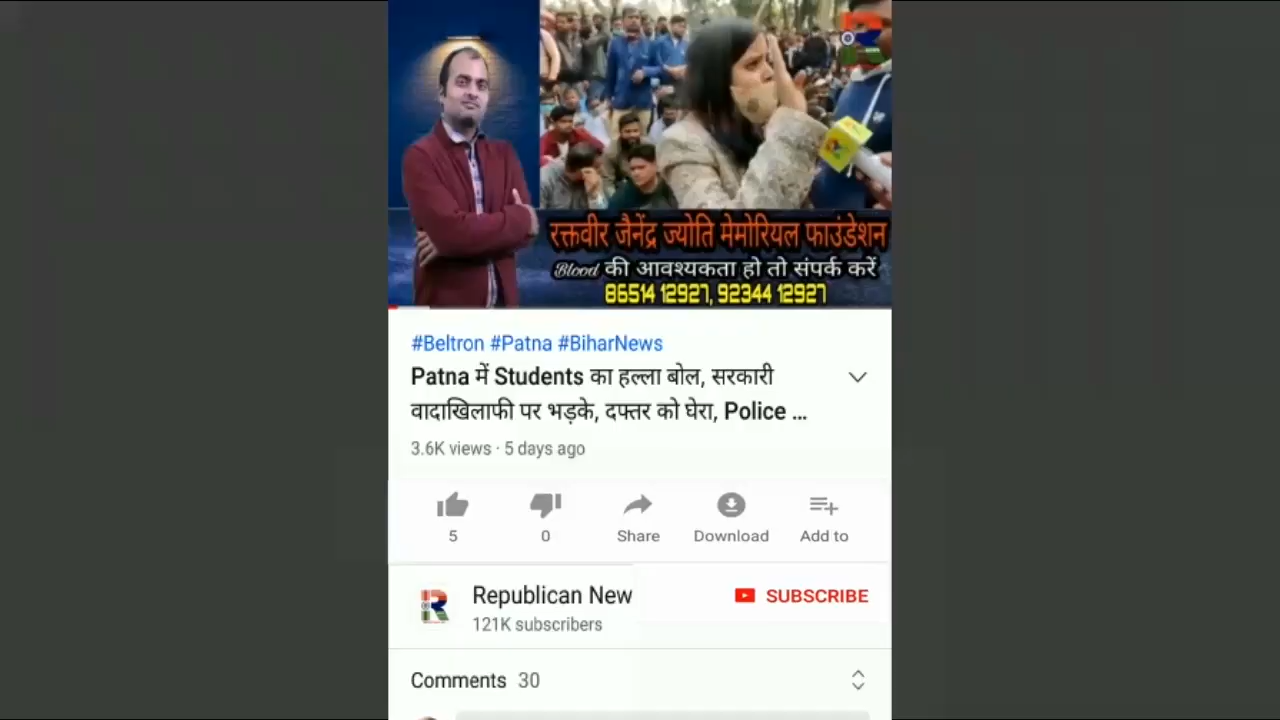 रक्तवीर जैनेंद्र ज्योति मेमोरियल फाउंडेशन
Blood की आवश्यकता हो तो संपर्क करें
86514 12927, 92344 12927
#Beltron #Patna #BiharNews
Patna में Students का हल्ला बोल, सरकारी
वादाखिलाफी पर भड़के, दफ्तर को घेरा, Police ...
3.6K views · 5 days ago
5 0 Share Download Add to
Republican New
SUBSCRIBE
121K subscribers
Comments 30